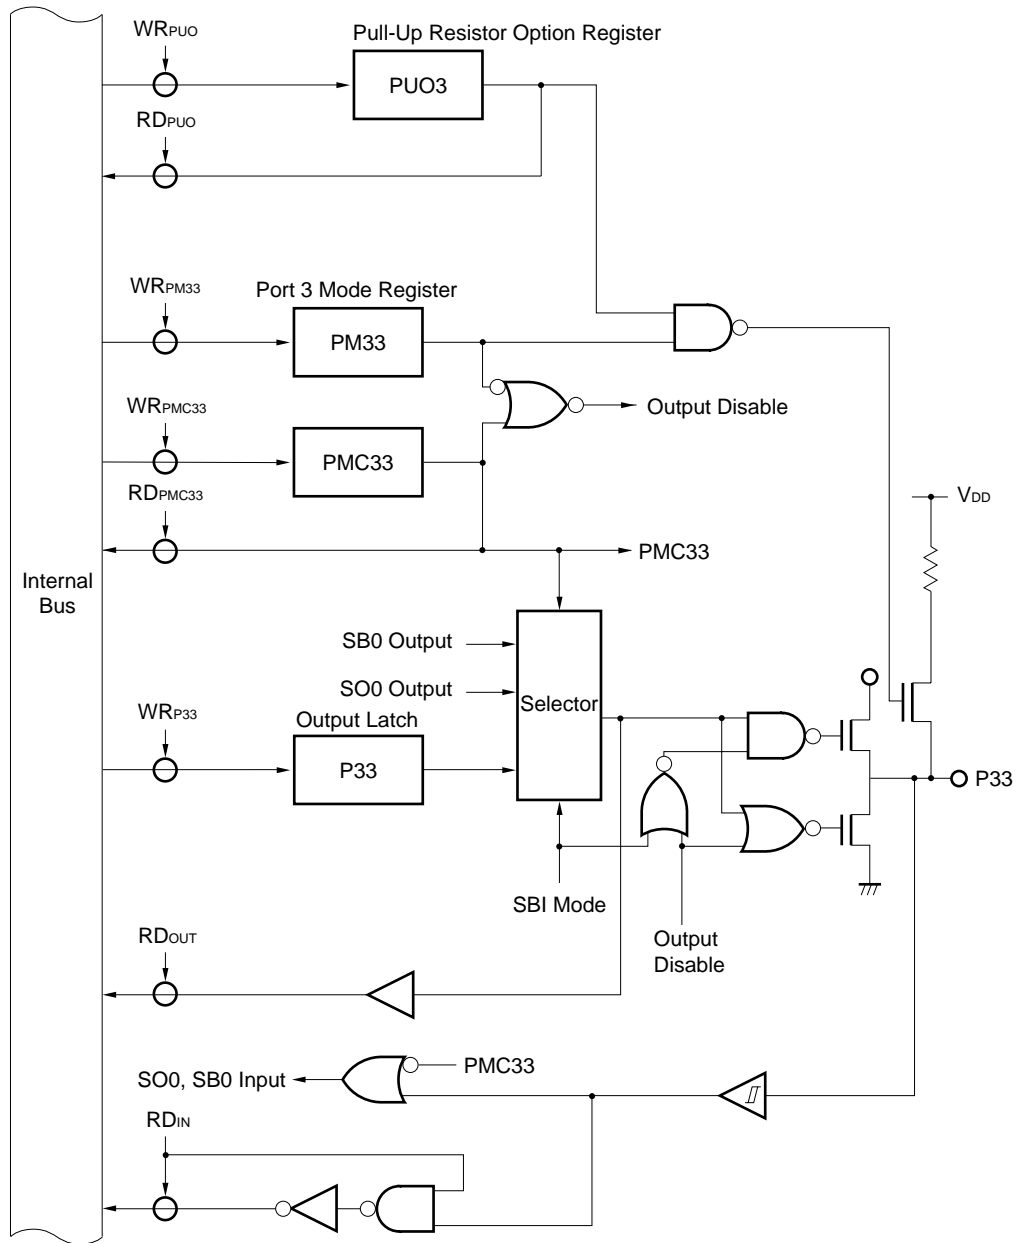 WRPUO
Pull-Up Resistor Option Register
PUO3
RDPUO
WRPM33
Port 3 Mode Register
PM33
WRPMC33
Output Disable
PMC33
RDPMC33
VDD
PMC33
Internal
Bus
SB0 Output
SO0 Output
Selector
WRP33
Output Latch
P33
P33
SBI Mode
Output
Disable
RDOUT
PMC33
SO0, SB0 Input
RDIN